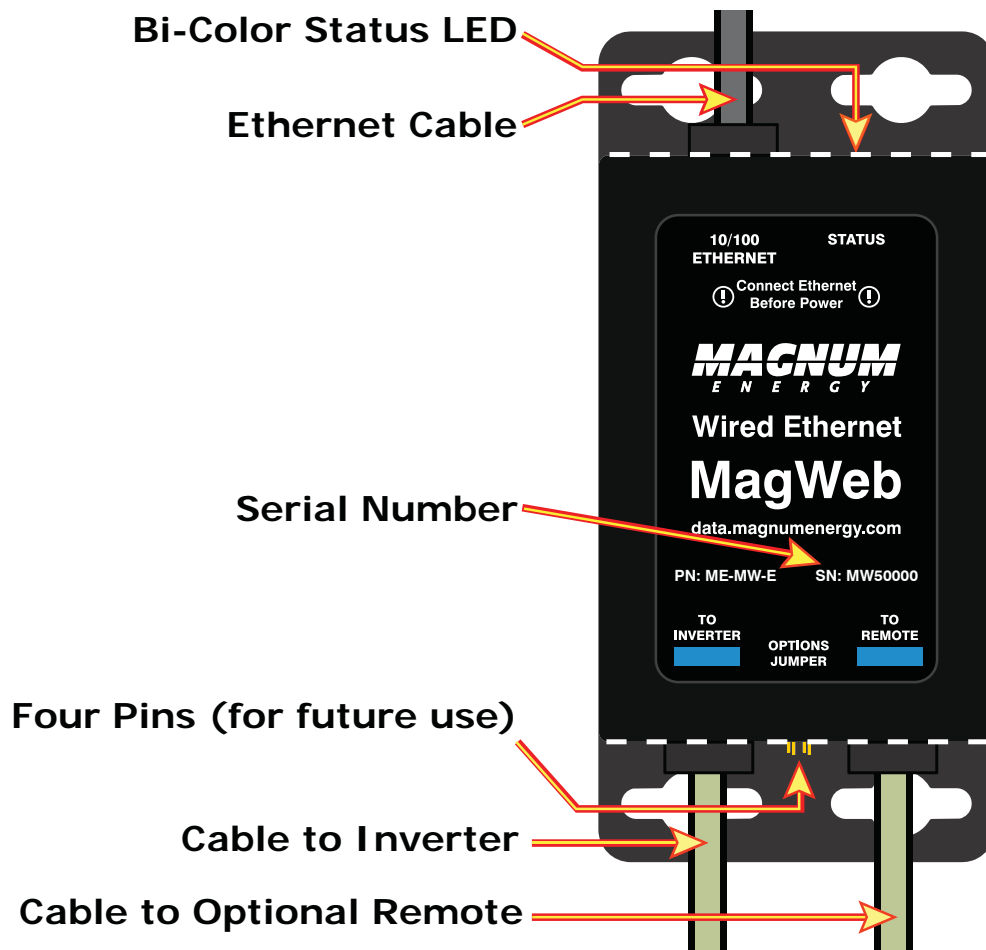 Bi-Color Status LED
Ethernet Cable
10/100
ETHERNET
STATUS
Connect Ethernet
Before Power
MAGNUM
ENERGY
Wired Ethernet
MagWeb
data.magnumenergy.com
Serial Number
PN: ME-MW-E
SN: MW50000
TO
INVERTER
OPTIONS
JUMPER
TO
REMOTE
Four Pins (for future use)
Cable to Inverter
Cable to Optional Remote